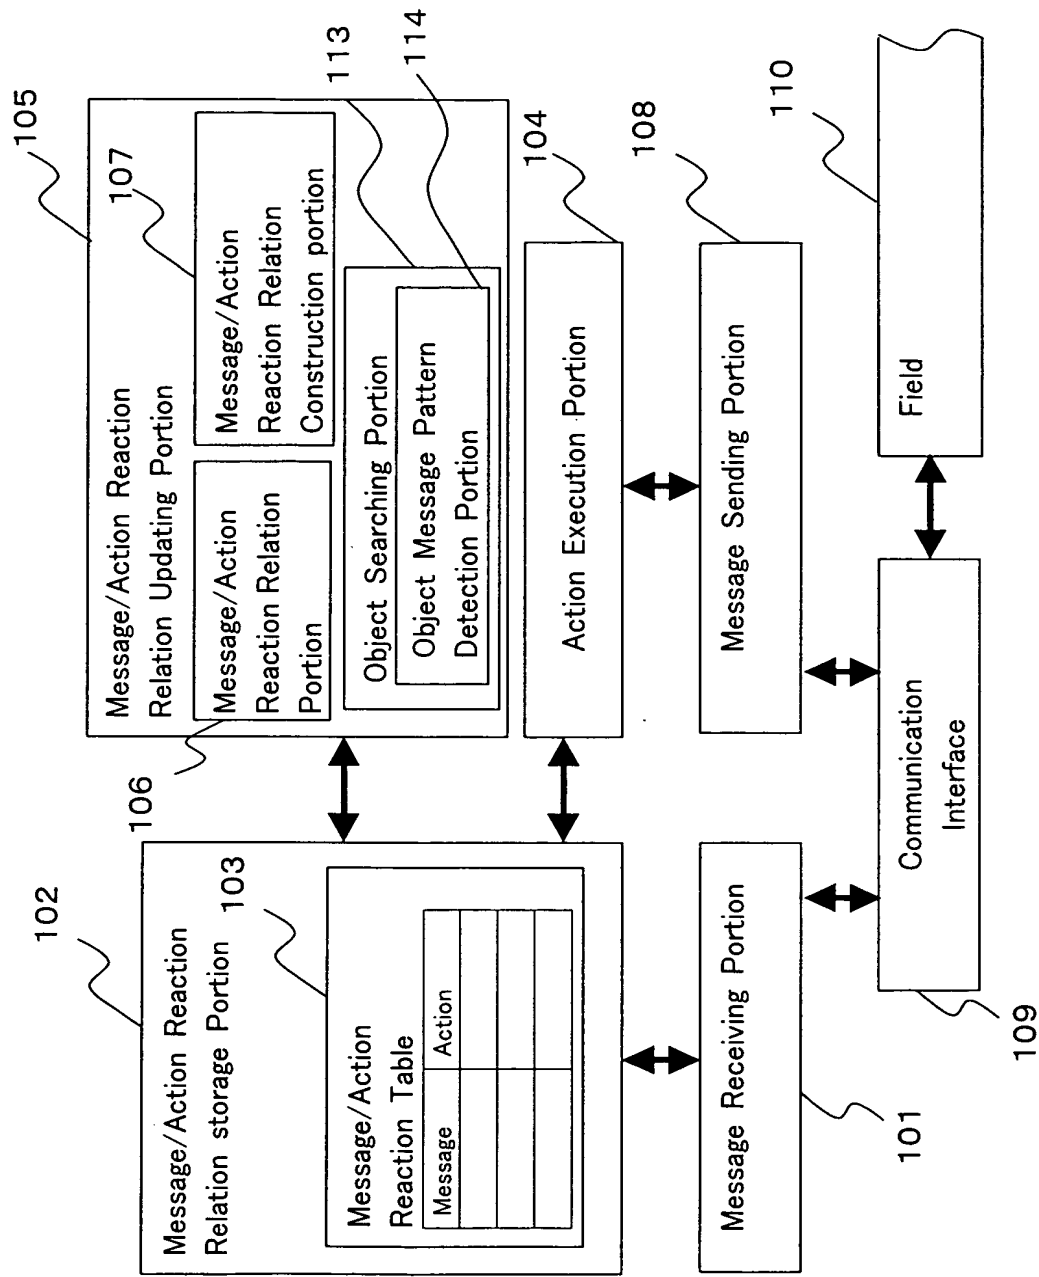 105
Message/Action Reaction
Relation Updating Portion
107
Message/Action
Reaction Relation
Construction portion
Message/Action
Reaction Relation
Portion
106
113
Object Searching Portion
114
Object Message Pattern
Detection Portion
102
Message/Action Reaction
Relation storage Portion
103
Message/Action
Reaction Table
Message Action
104
Action Execution Portion
108
Message Sending Portion
Message Receiving Portion
101
110
Field
Communication
Interface
109